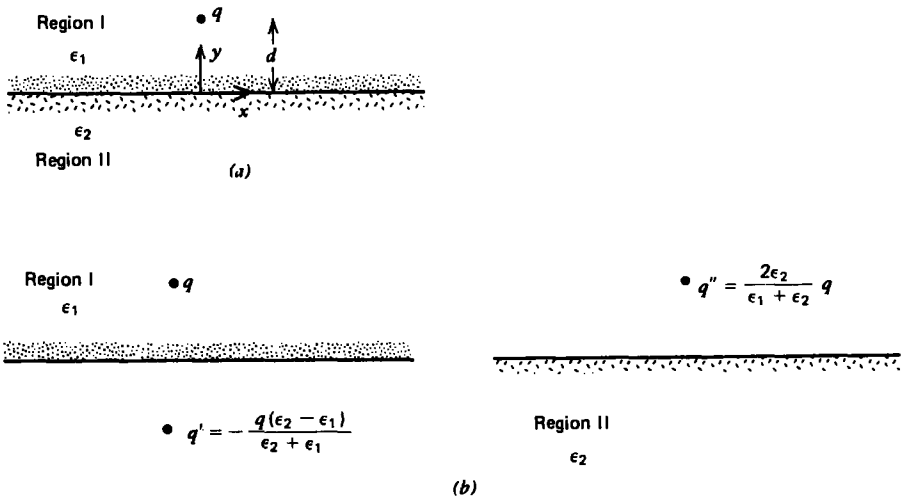 Region I
q
ϵ₁
y
d
x
ϵ₂
Region II
(a)
Region I
q
ϵ₁
q″ = 2ϵ₂ / (ϵ₁ + ϵ₂) q
q′ = − q(ϵ₂ − ϵ₁) / (ϵ₂ + ϵ₁)
Region II
ϵ₂
(b)